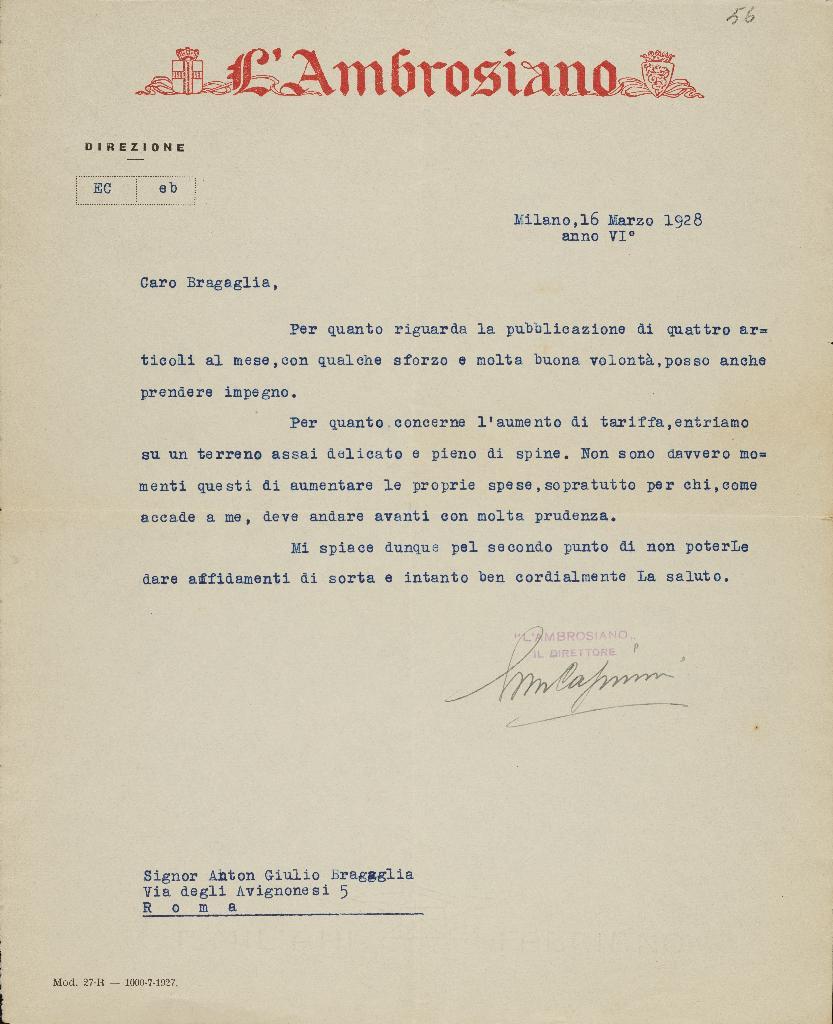 56
L'Ambrosiano
DIREZIONE
EC eb
Milano,16 Marzo 1928
anno VI°
Caro Bragaglia,
Per quanto riguarda la pubblicazione di quattro ar=
ticoli al mese,con qualche sforzo e molta buona volontà,posso anche
prendere impegno.
Per quanto concerne l'aumento di tariffa,entriamo
su un terreno assai delicato e pieno di spine. Non sono davvero mo=
menti questi di aumentare le proprie spese,sopratutto per chi,come
accade a me, deve andare avanti con molta prudenza.
Mi spiace dunque pel secondo punto di non poterLe
dare affidamenti di sorta e intanto ben cordialmente La saluto.
"L'AMBROSIANO„
IL DIRETTORE
Signor Anton Giulio Bragaglia
Via degli Avignonesi 5
R o m a
Mod. 27-R — 1000-7-1927.